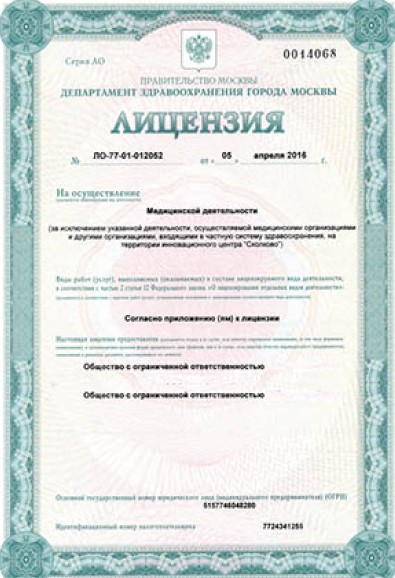 Серия АО
0014068
ПРАВИТЕЛЬСТВО МОСКВЫ
ДЕПАРТАМЕНТ ЗДРАВООХРАНЕНИЯ ГОРОДА МОСКВЫ
ЛИЦЕНЗИЯ
№ ЛО-77-01-012052 от « 05 » апреля 2016 г.
На осуществление
Медицинской деятельности
(за исключением указанной деятельности, осуществляемой медицинскими организациями
и другими организациями, входящими в частную систему здравоохранения, на
территории инновационного центра "Сколково")
Виды работ (услуг), выполняемых (оказываемых) в составе лицензируемого вида деятельности,
в соответствии с частью 2 статьи 12 Федерального закона «О лицензировании отдельных видов деятельности»:
Согласно приложению (ям) к лицензии
Настоящая лицензия предоставлена
Общество с ограниченной ответственностью
Общество с ограниченной ответственностью
Основной государственный номер юридического лица (индивидуального предпринимателя) (ОГРН)
5157746048280
Идентификационный номер налогоплательщика 7724341255